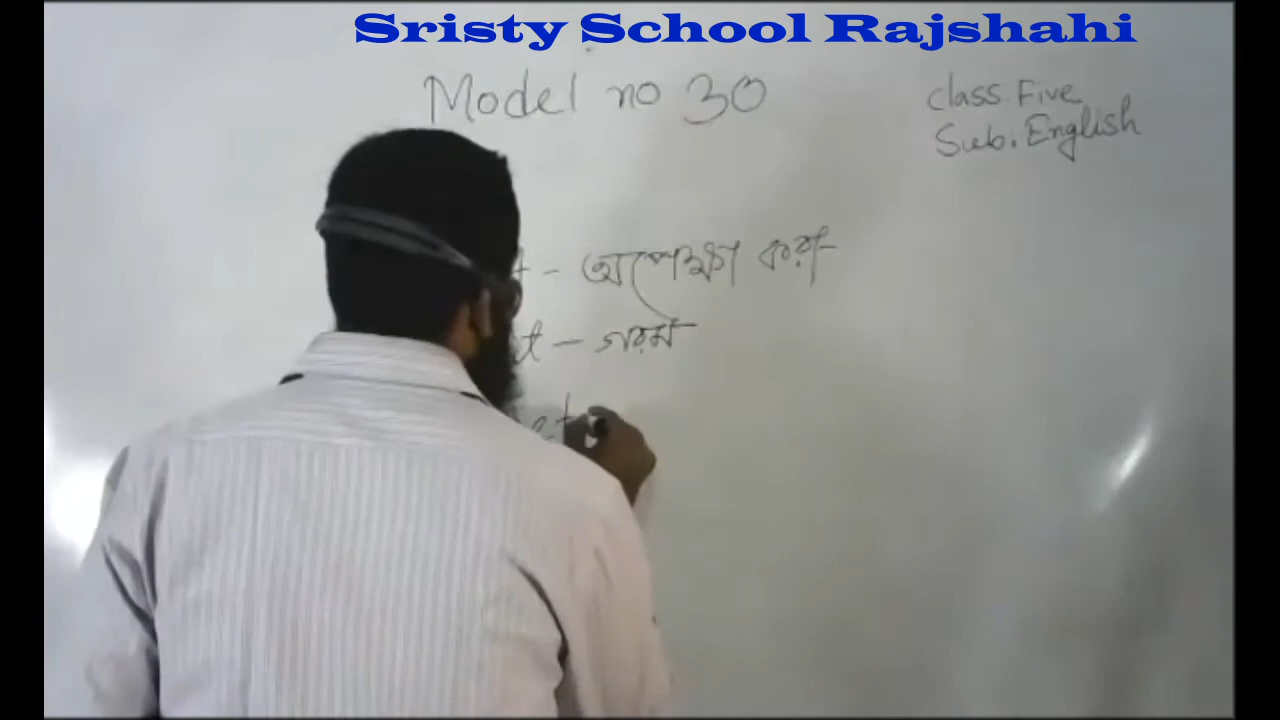 Sristy School Rajshahi
Model no 30
class Five
Sub. English
- অপেক্ষা করা
- গরম